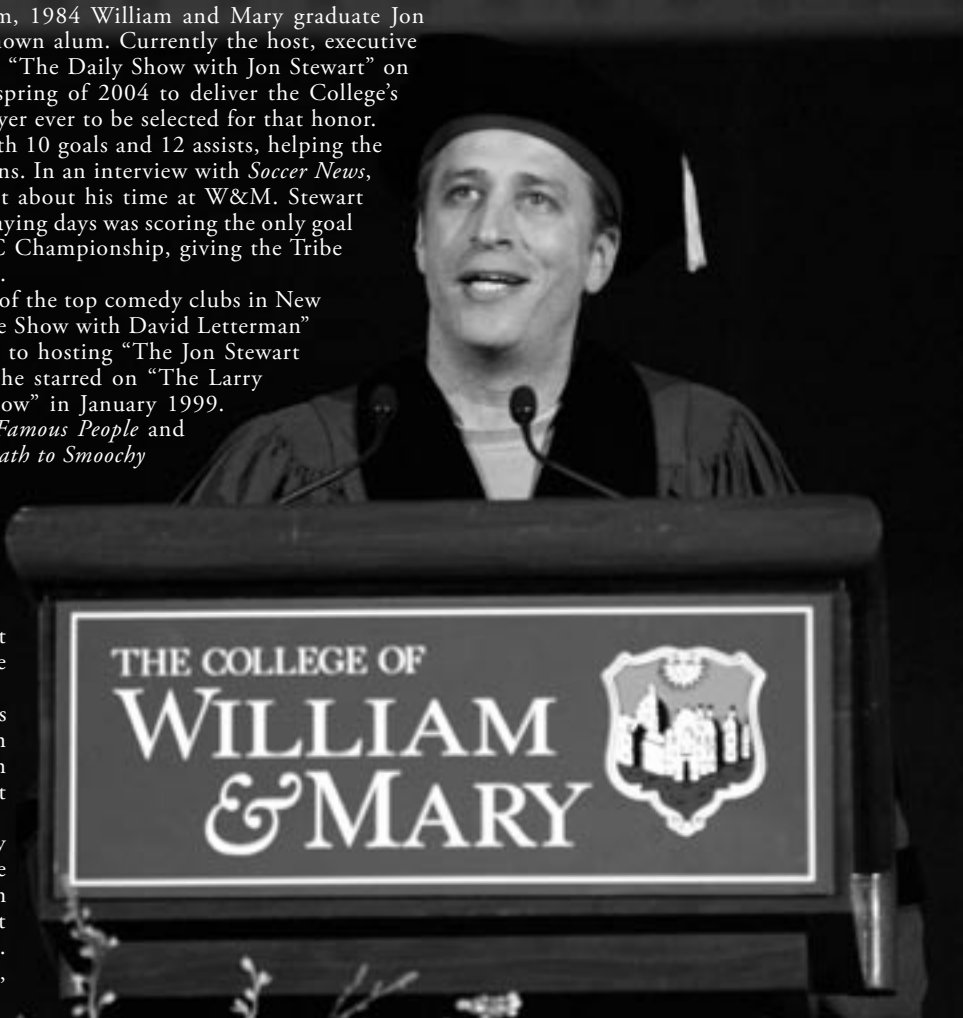 m, 1984 William and Mary graduate Jon
nown alum. Currently the host, executive
“The Daily Show with Jon Stewart” on
spring of 2004 to deliver the College’s
yer ever to be selected for that honor.
th 10 goals and 12 assists, helping the
ns. In an interview with Soccer News,
t about his time at W&M. Stewart
aying days was scoring the only goal
C Championship, giving the Tribe
.
of the top comedy clubs in New
e Show with David Letterman”
to hosting “The Jon Stewart
he starred on “The Larry
ow” in January 1999.
Famous People and
ath to Smoochy
t
e
s
n
n
t
y
e
n
t
.
,
THE COLLEGE OF
WILLIAM
& MARY